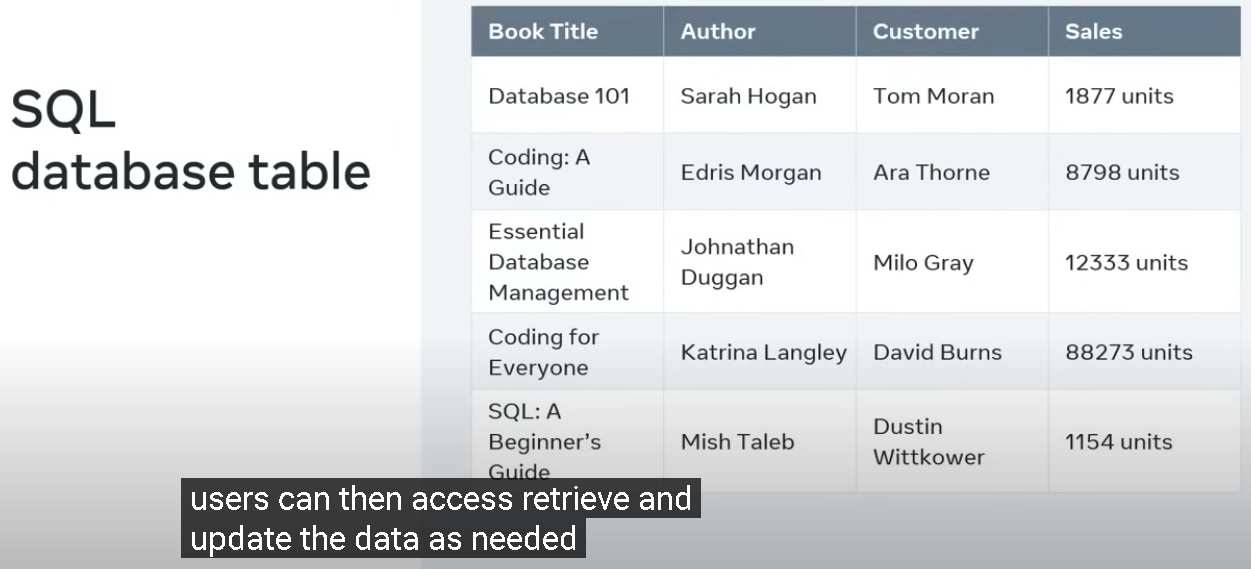 SQL
database table
Book Title Author Customer Sales
Database 101 Sarah Hogan Tom Moran 1877 units
Coding: A
Guide
Edris Morgan Ara Thorne 8798 units
Essential
Database
Management
Johnathan
Duggan
Milo Gray 12333 units
Coding for
Everyone
Katrina Langley David Burns 88273 units
SQL: A
Beginner’s
Guide
Mish Taleb
Dustin
Wittkower
1154 units
users can then access retrieve and
update the data as needed